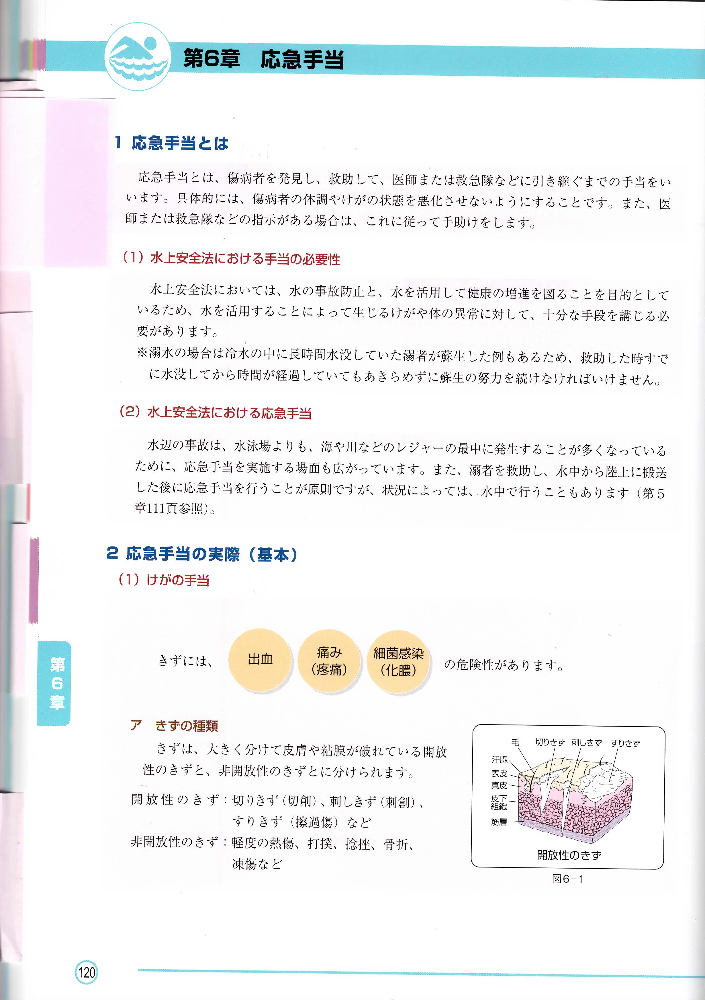 第6章　応急手当
1 応急手当とは
応急手当とは、傷病者を発見し、救助して、医師または救急隊などに引き継ぐまでの手当をい
います。具体的には、傷病者の体調やけがの状態を悪化させないようにすることです。また、医
師または救急隊などの指示がある場合は、これに従って手助けをします。
（1）水上安全法における手当の必要性
水上安全法においては、水の事故防止と、水を活用して健康の増進を図ることを目的として
いるため、水を活用することによって生じるけがや体の異常に対して、十分な手段を講じる必
要があります。
※溺水の場合は冷水の中に長時間水没していた溺者が蘇生した例もあるため、救助した時すで
に水没してから時間が経過していてもあきらめずに蘇生の努力を続けなければいけません。
（2）水上安全法における応急手当
水辺の事故は、水泳場よりも、海や川などのレジャーの最中に発生することが多くなっている
ために、応急手当を実施する場面も広がっています。また、溺者を救助し、水中から陸上に搬送
した後に応急手当を行うことが原則ですが、状況によっては、水中で行うこともあります（第５
章111頁参照）。
2 応急手当の実際（基本）
（1）けがの手当
きずには、
出血
痛み
（疼痛）
細菌感染
（化膿）
の危険性があります。
第6章
ア　きずの種類
きずは、大きく分けて皮膚や粘膜が破れている開放
性のきずと、非開放性のきずとに分けられます。
開放性のきず：切りきず（切創）、刺しきず（刺創）、
すりきず（擦過傷）など
非開放性のきず：軽度の熱傷、打撲、捻挫、骨折、
凍傷など
毛　切りきず　刺しきず　すりきず
汗腺
表皮
真皮
皮下
組織
筋層
開放性のきず
図6-1
120